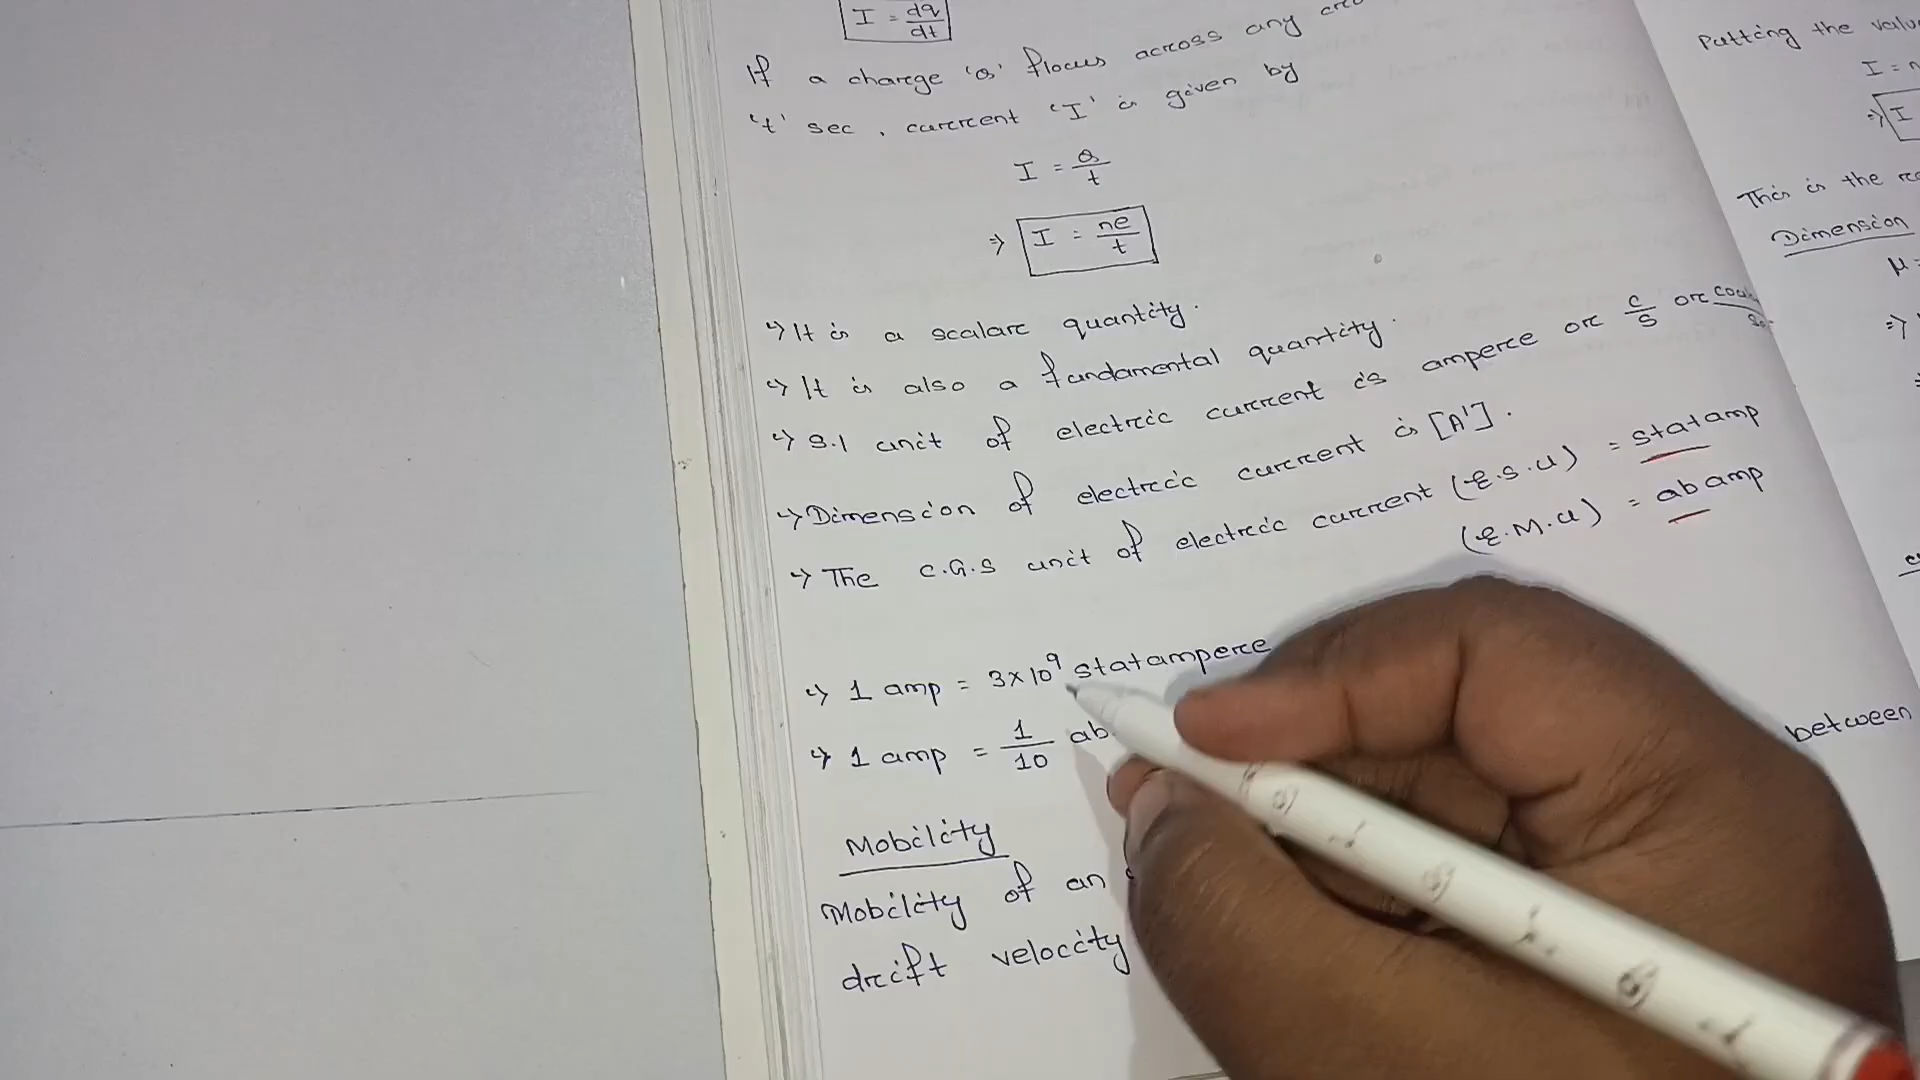 I = dq/dt
If a charge 'Q' flows across any
't' sec, current 'I' is given by
I = Q/t
⇒ I = ne/t
↪ It is a scalar quantity.
↪ It is also a fundamental quantity.
↪ S.I unit of electric current is ampere or C/S or
↪ Dimension of electric current is [A¹].
↪ The C.G.S unit of electric current (E.S.U) = statamp
(E.M.U) = ab amp
↪ 1 amp = 3×10⁹ statampere
↪ 1 amp = 1/10 ab
Mobility
Mobility of an
drift velocity
Putting the
I =
⇒ I
This is the
Dimension
μ =
⇒
between